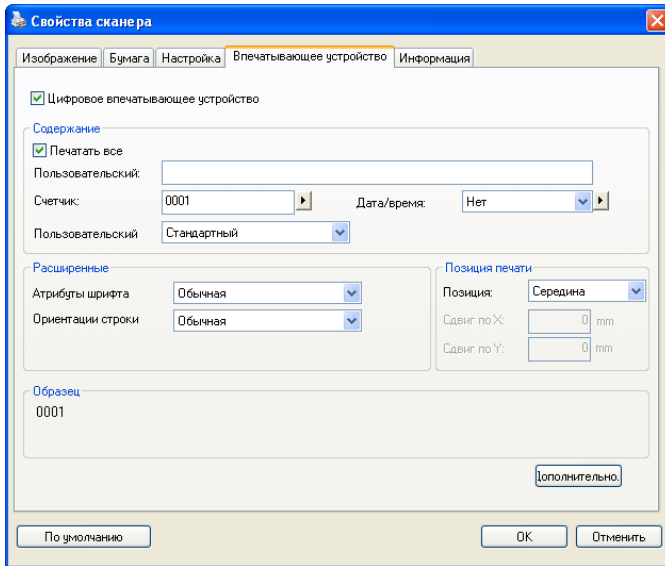 Свойства сканера
Изображение Бумага Настройка Впечатывающее устройство Информация
Цифровое впечатывающее устройство
Содержание
Печатать все
Пользовательский:
Счетчик: 0001 Дата/время: Нет
Пользовательский Стандартный
Расширенные
Атрибуты шрифта Обычная
Ориентации строки Обычная
Позиция печати
Позиция: Середина
Сдвиг по X: 0 mm
Сдвиг по Y: 0 mm
Образец
0001
Iополнительно.
По умолчанию OK Отменить